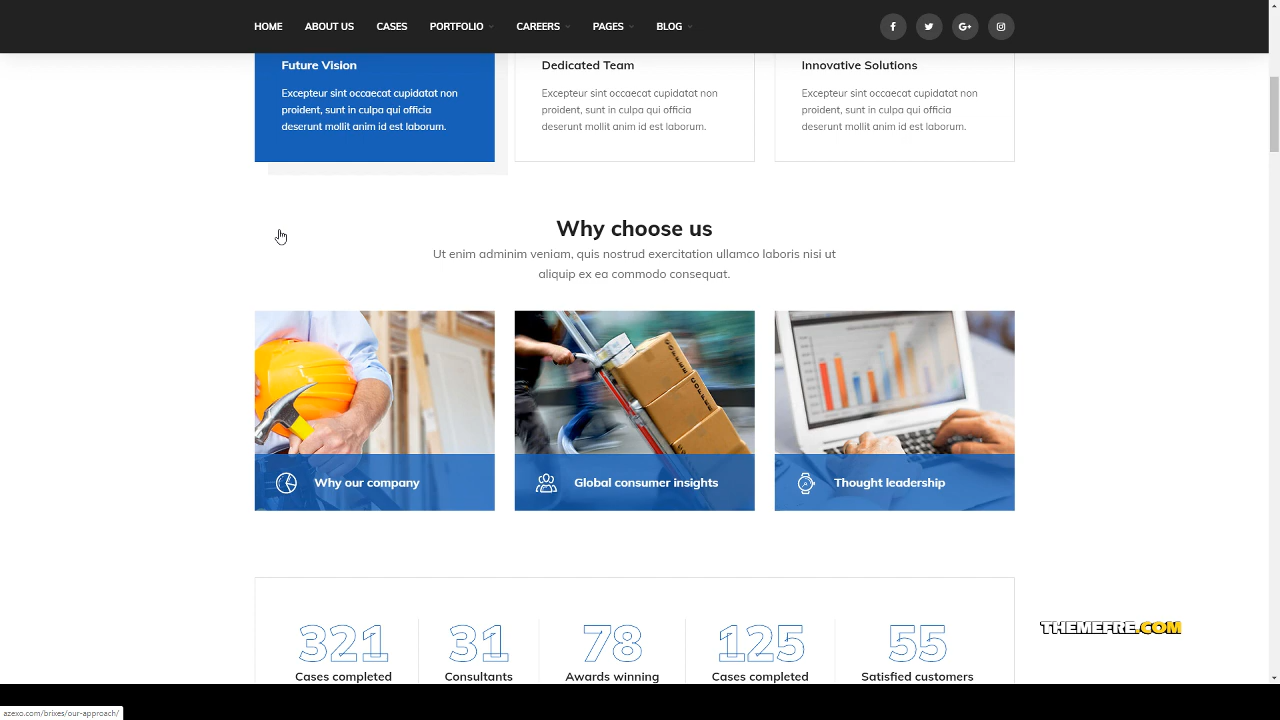 HOME ABOUT US CASES PORTFOLIO CAREERS PAGES BLOG
Future Vision
Excepteur sint occaecat cupidatat non
proident, sunt in culpa qui officia
deserunt mollit anim id est laborum.
Dedicated Team
Excepteur sint occaecat cupidatat non
proident, sunt in culpa qui officia
deserunt mollit anim id est laborum.
Innovative Solutions
Excepteur sint occaecat cupidatat non
proident, sunt in culpa qui officia
deserunt mollit anim id est laborum.
Why choose us
Ut enim adminim veniam, quis nostrud exercitation ullamco laboris nisi ut
aliquip ex ea commodo consequat.
COFFEE
COFFEE
Why our company
Global consumer insights
Thought leadership
321
Cases completed
31
Consultants
78
Awards winning
125
Cases completed
55
Satisfied customers
THEMEFRE.COM
azexo.com/brixes/our-approach/